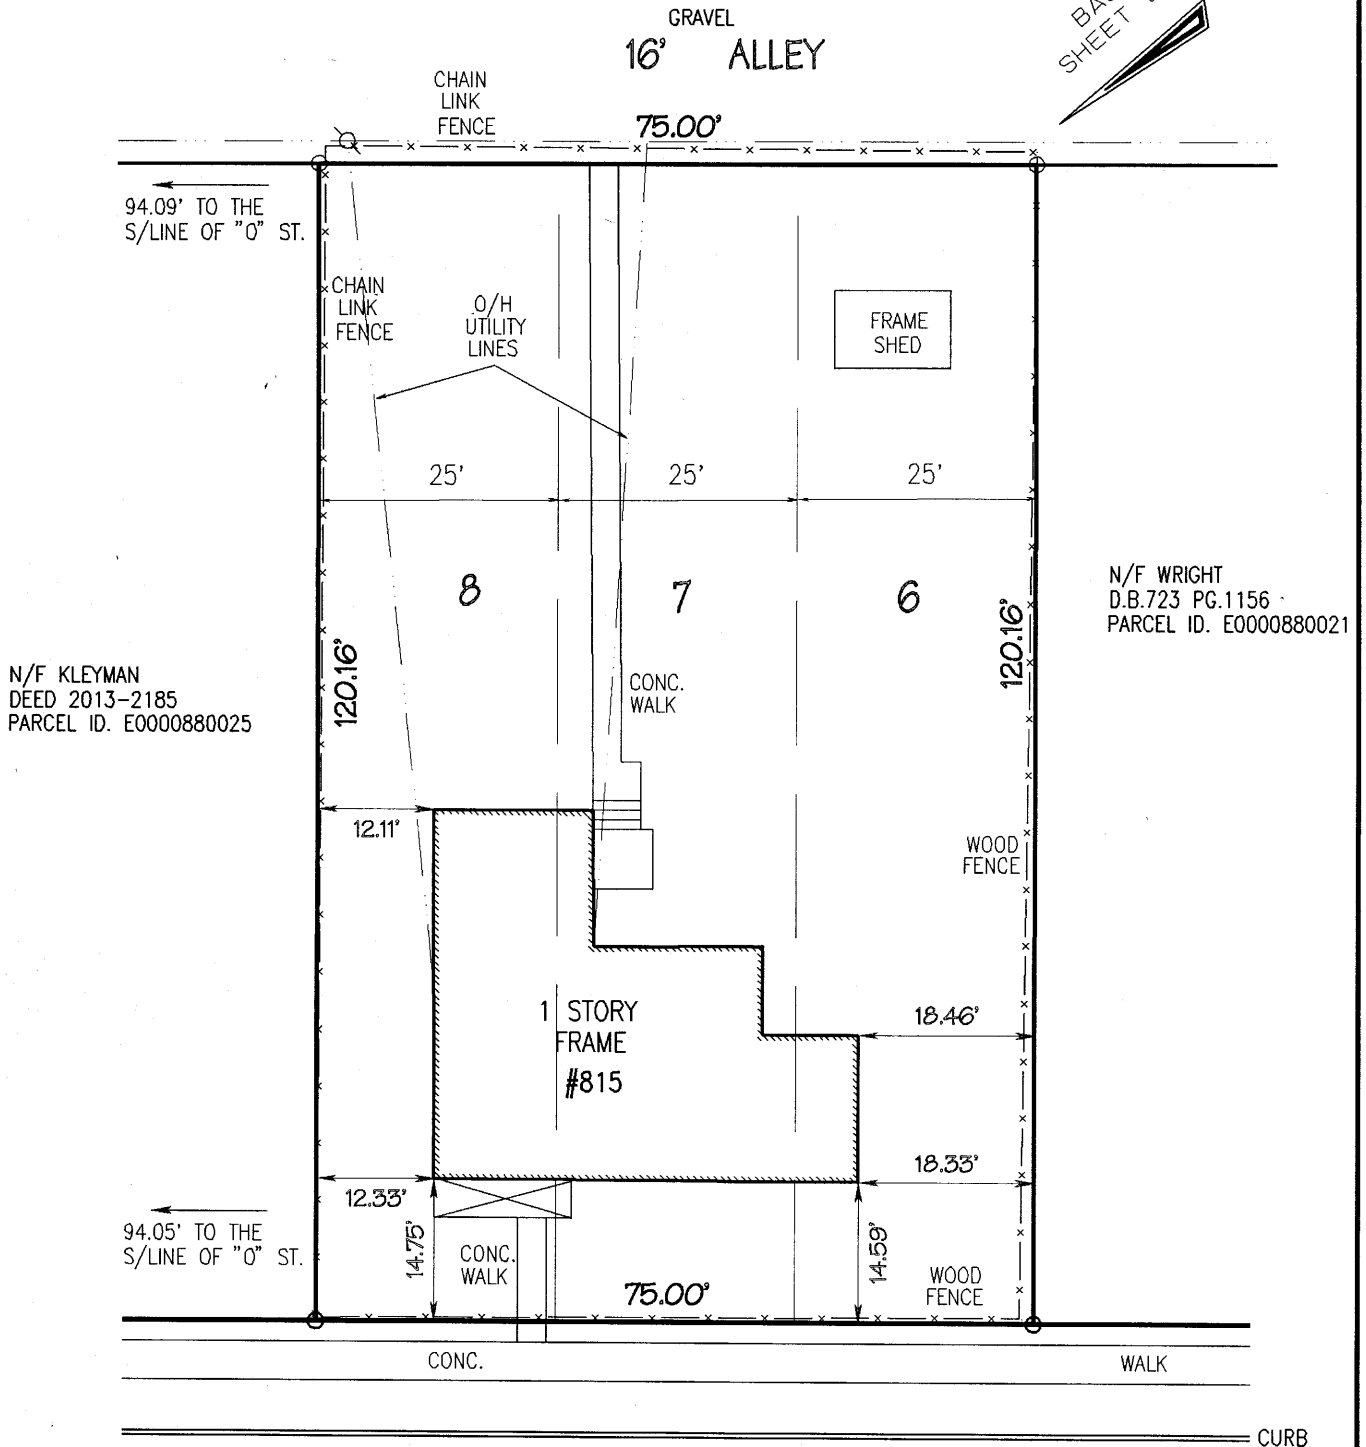 GRAVEL
16' ALLEY
SHEET
CHAIN
LINK
FENCE
75.00'
94.09' TO THE
S/LINE OF "O" ST.
CHAIN
LINK
FENCE
O/H
UTILITY
LINES
FRAME
SHED
25'
25'
25'
8
7
6
N/F WRIGHT
D.B.723 PG.1156
PARCEL ID. E0000880021
120.16'
120.16'
N/F KLEYMAN
DEED 2013-2185
PARCEL ID. E0000880025
CONC.
WALK
12.11'
WOOD
FENCE
1 STORY
FRAME
#815
18.46'
18.33'
12.33'
14.75'
14.59'
94.05' TO THE
S/LINE OF "O" ST.
CONC.
WALK
75.00'
WOOD
FENCE
CONC.
WALK
CURB